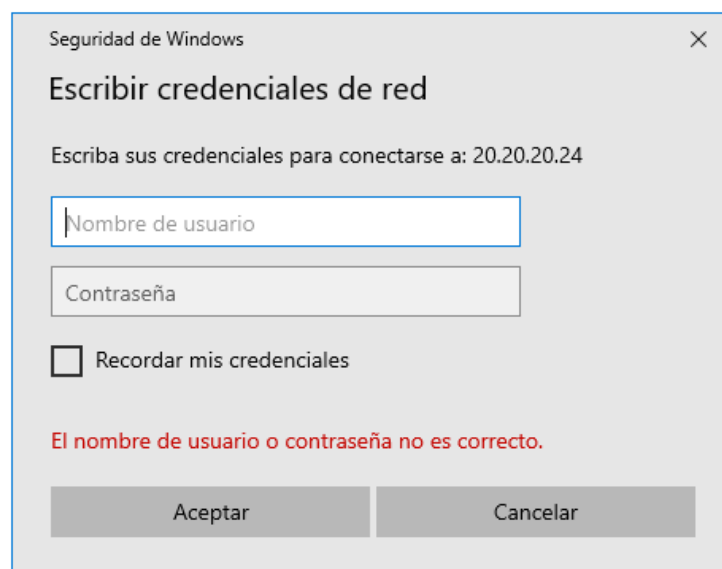 Seguridad de Windows
Escribir credenciales de red
Escriba sus credenciales para conectarse a: 20.20.20.24
Nombre de usuario
Contraseña
Recordar mis credenciales
El nombre de usuario o contraseña no es correcto.
Aceptar
Cancelar